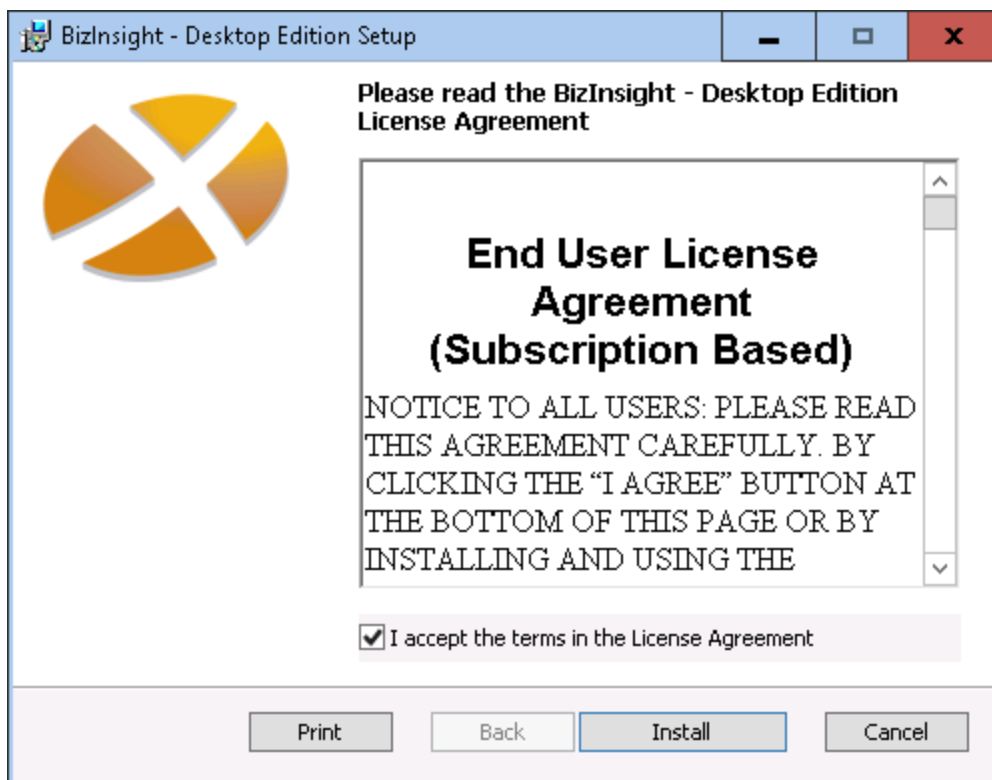 BizInsight - Desktop Edition Setup
Please read the BizInsight - Desktop Edition
License Agreement
End User License
Agreement
(Subscription Based)
NOTICE TO ALL USERS: PLEASE READ
THIS AGREEMENT CAREFULLY. BY
CLICKING THE “I AGREE” BUTTON AT
THE BOTTOM OF THIS PAGE OR BY
INSTALLING AND USING THE
I accept the terms in the License Agreement
Print Back Install Cancel